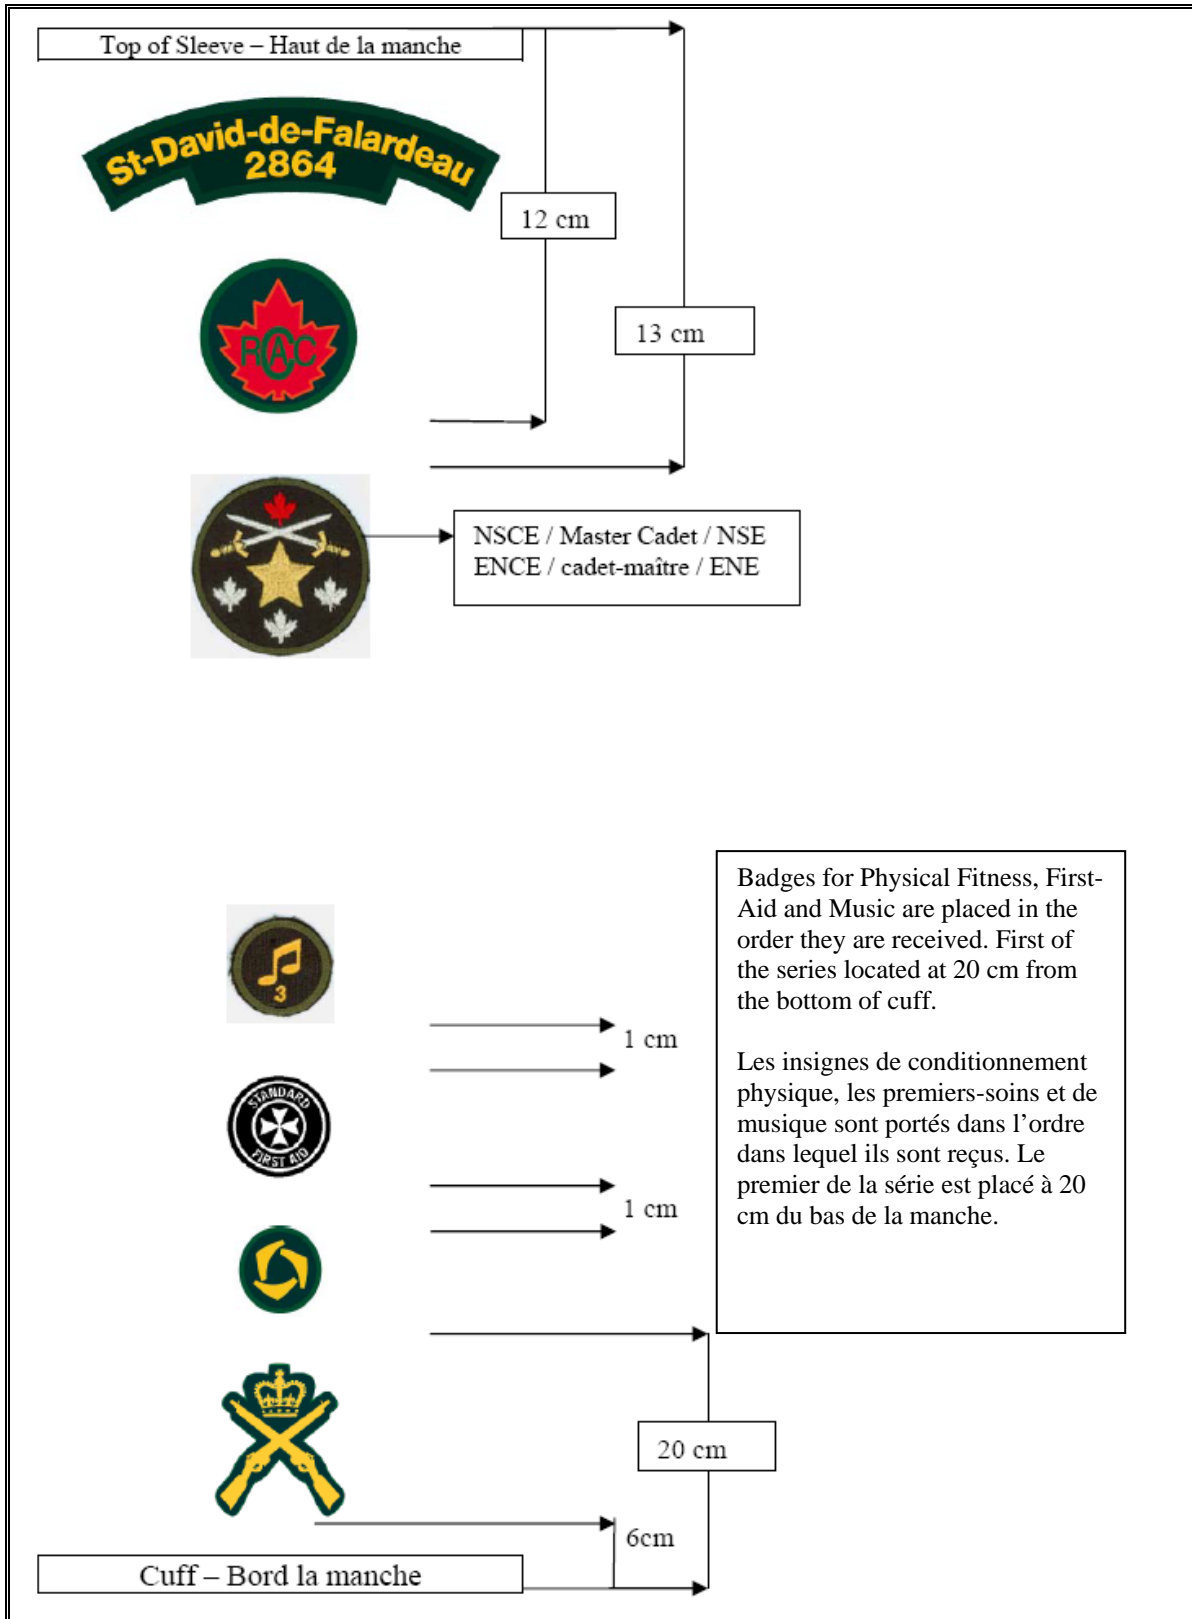 Top of Sleeve – Haut de la manche
St-David-de-Falardeau
2864
12 cm
RCAC
13 cm
NSCE / Master Cadet / NSE
ENCE / cadet-maître / ENE
Badges for Physical Fitness, First-
Aid and Music are placed in the
order they are received. First of
the series located at 20 cm from
the bottom of cuff.
Les insignes de conditionnement
physique, les premiers-soins et de
musique sont portés dans l’ordre
dans lequel ils sont reçus. Le
premier de la série est placé à 20
cm du bas de la manche.
3
1 cm
STANDARD
FIRST AID
1 cm
20 cm
6cm
Cuff – Bord la manche